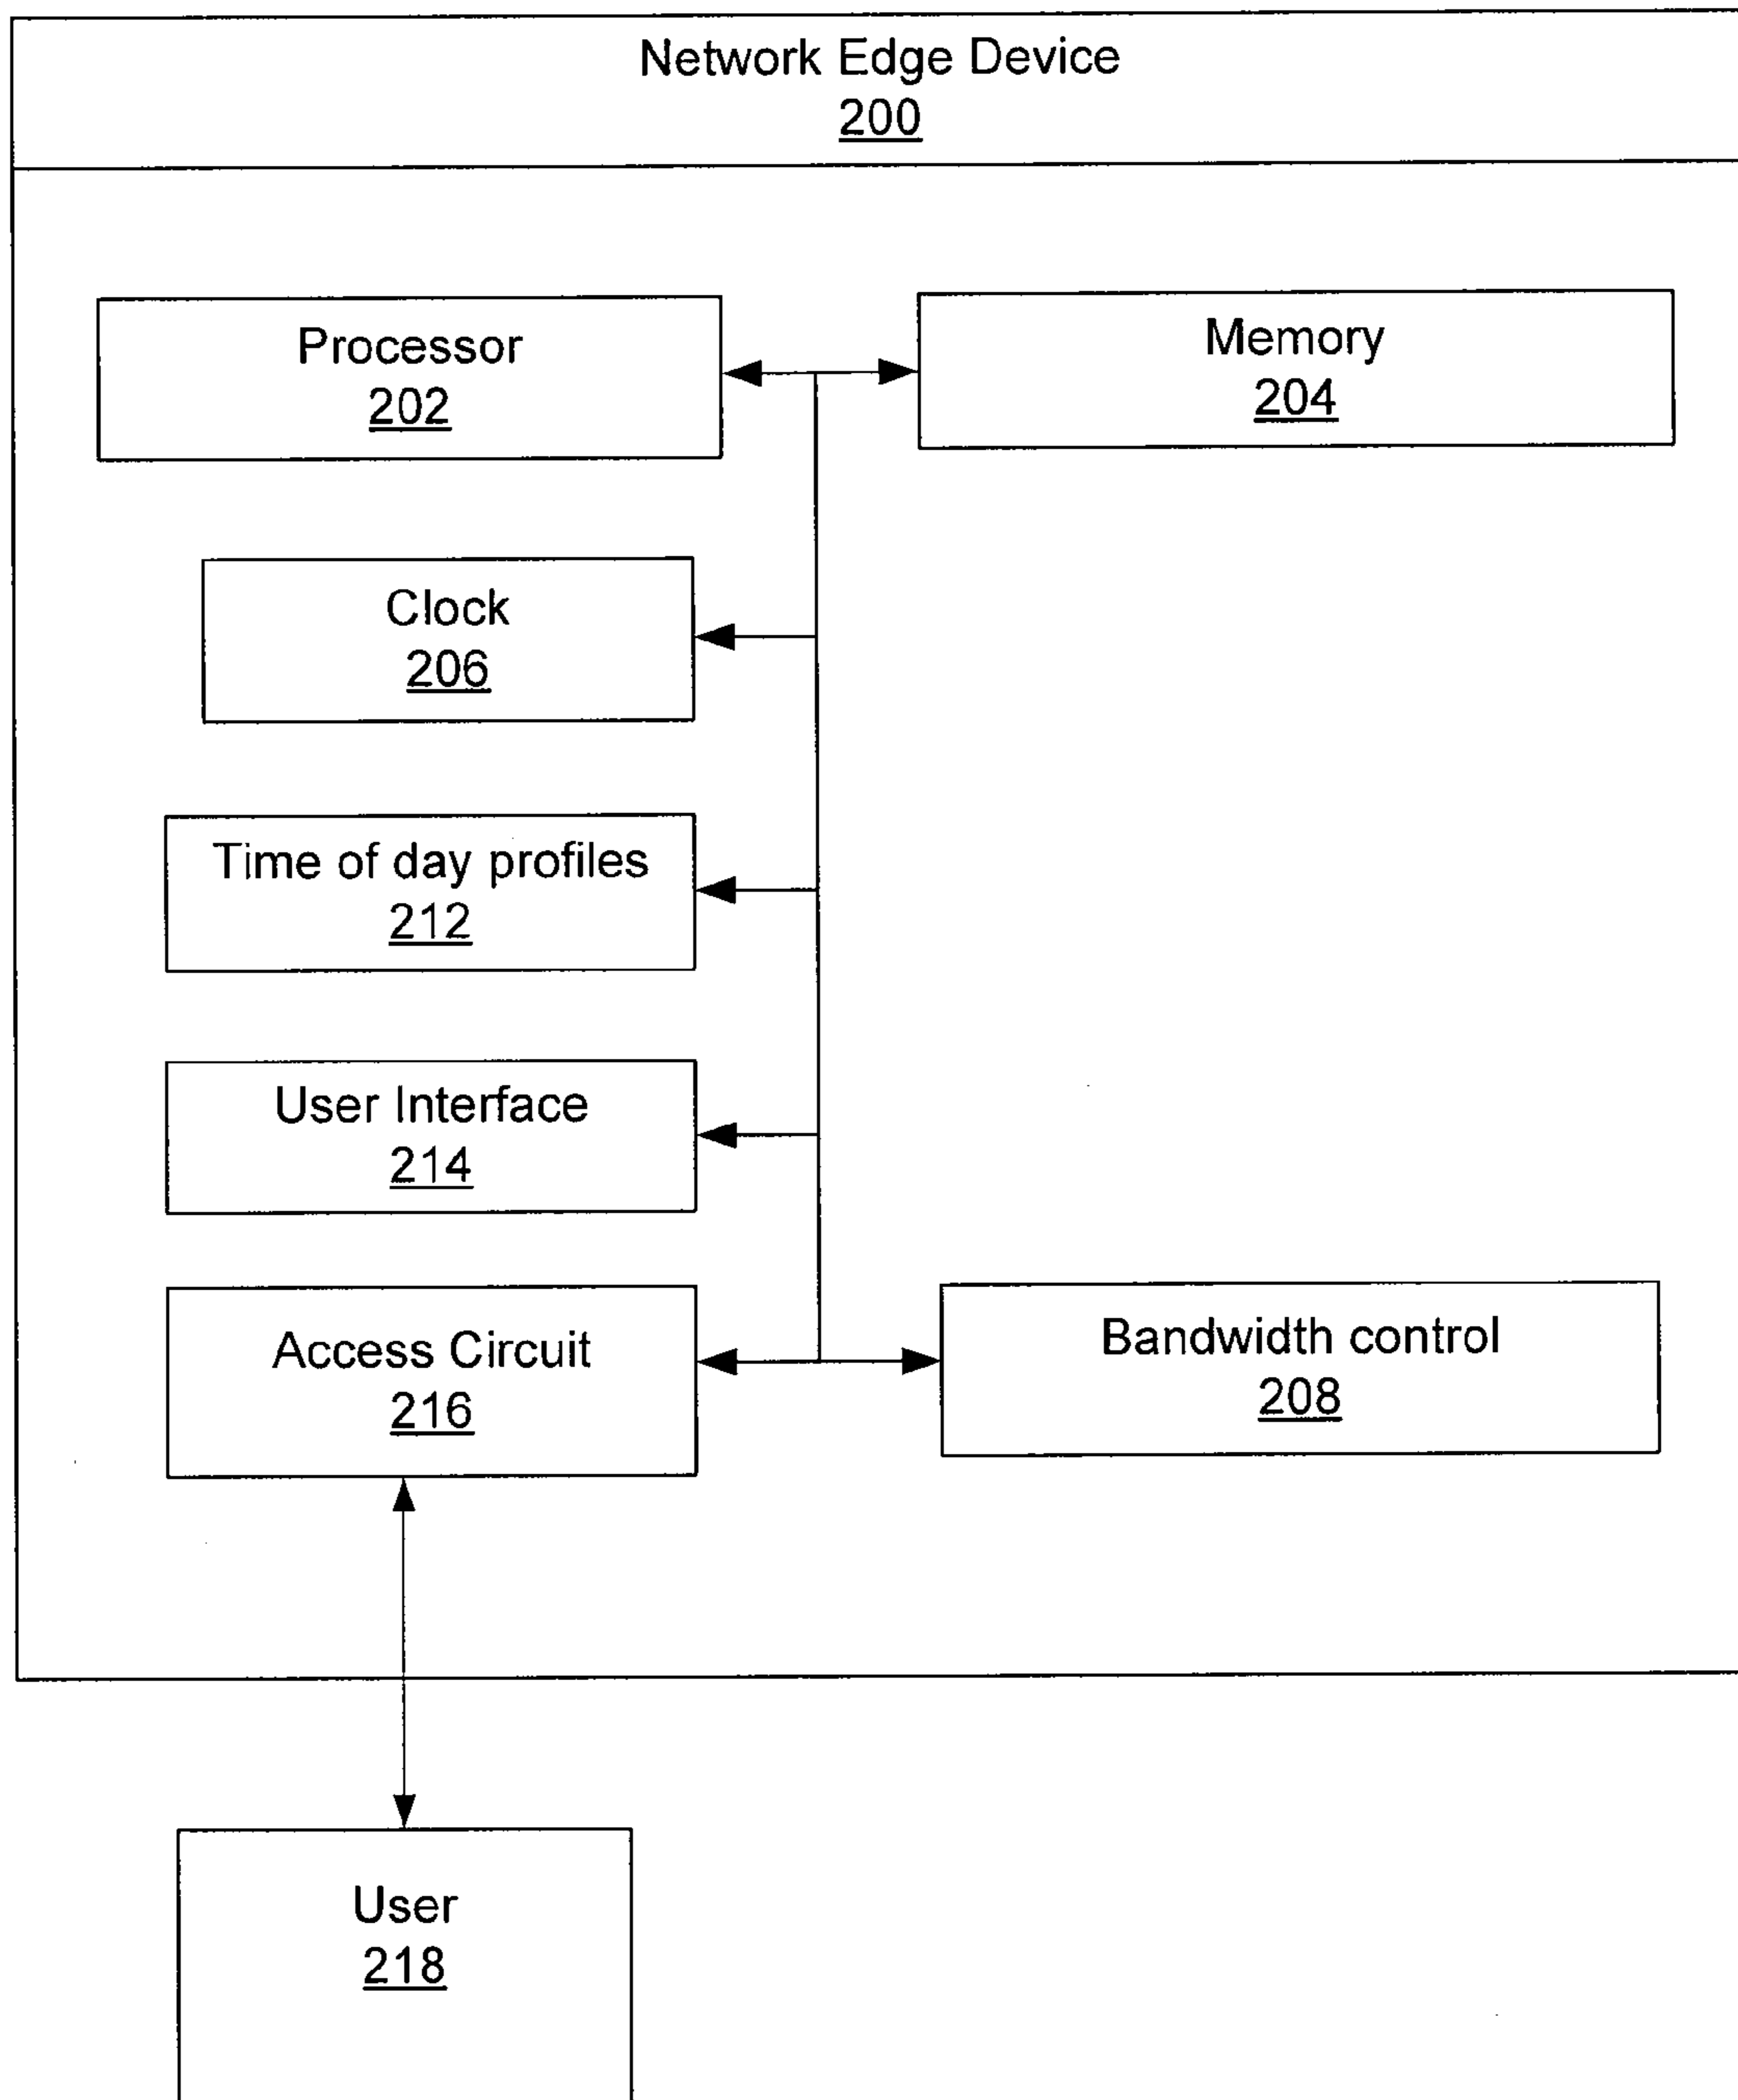 Network Edge Device
200
Processor
202
Memory
204
Clock
206
Time of day profiles
212
User Interface
214
Access Circuit
216
Bandwidth control
208
User
218